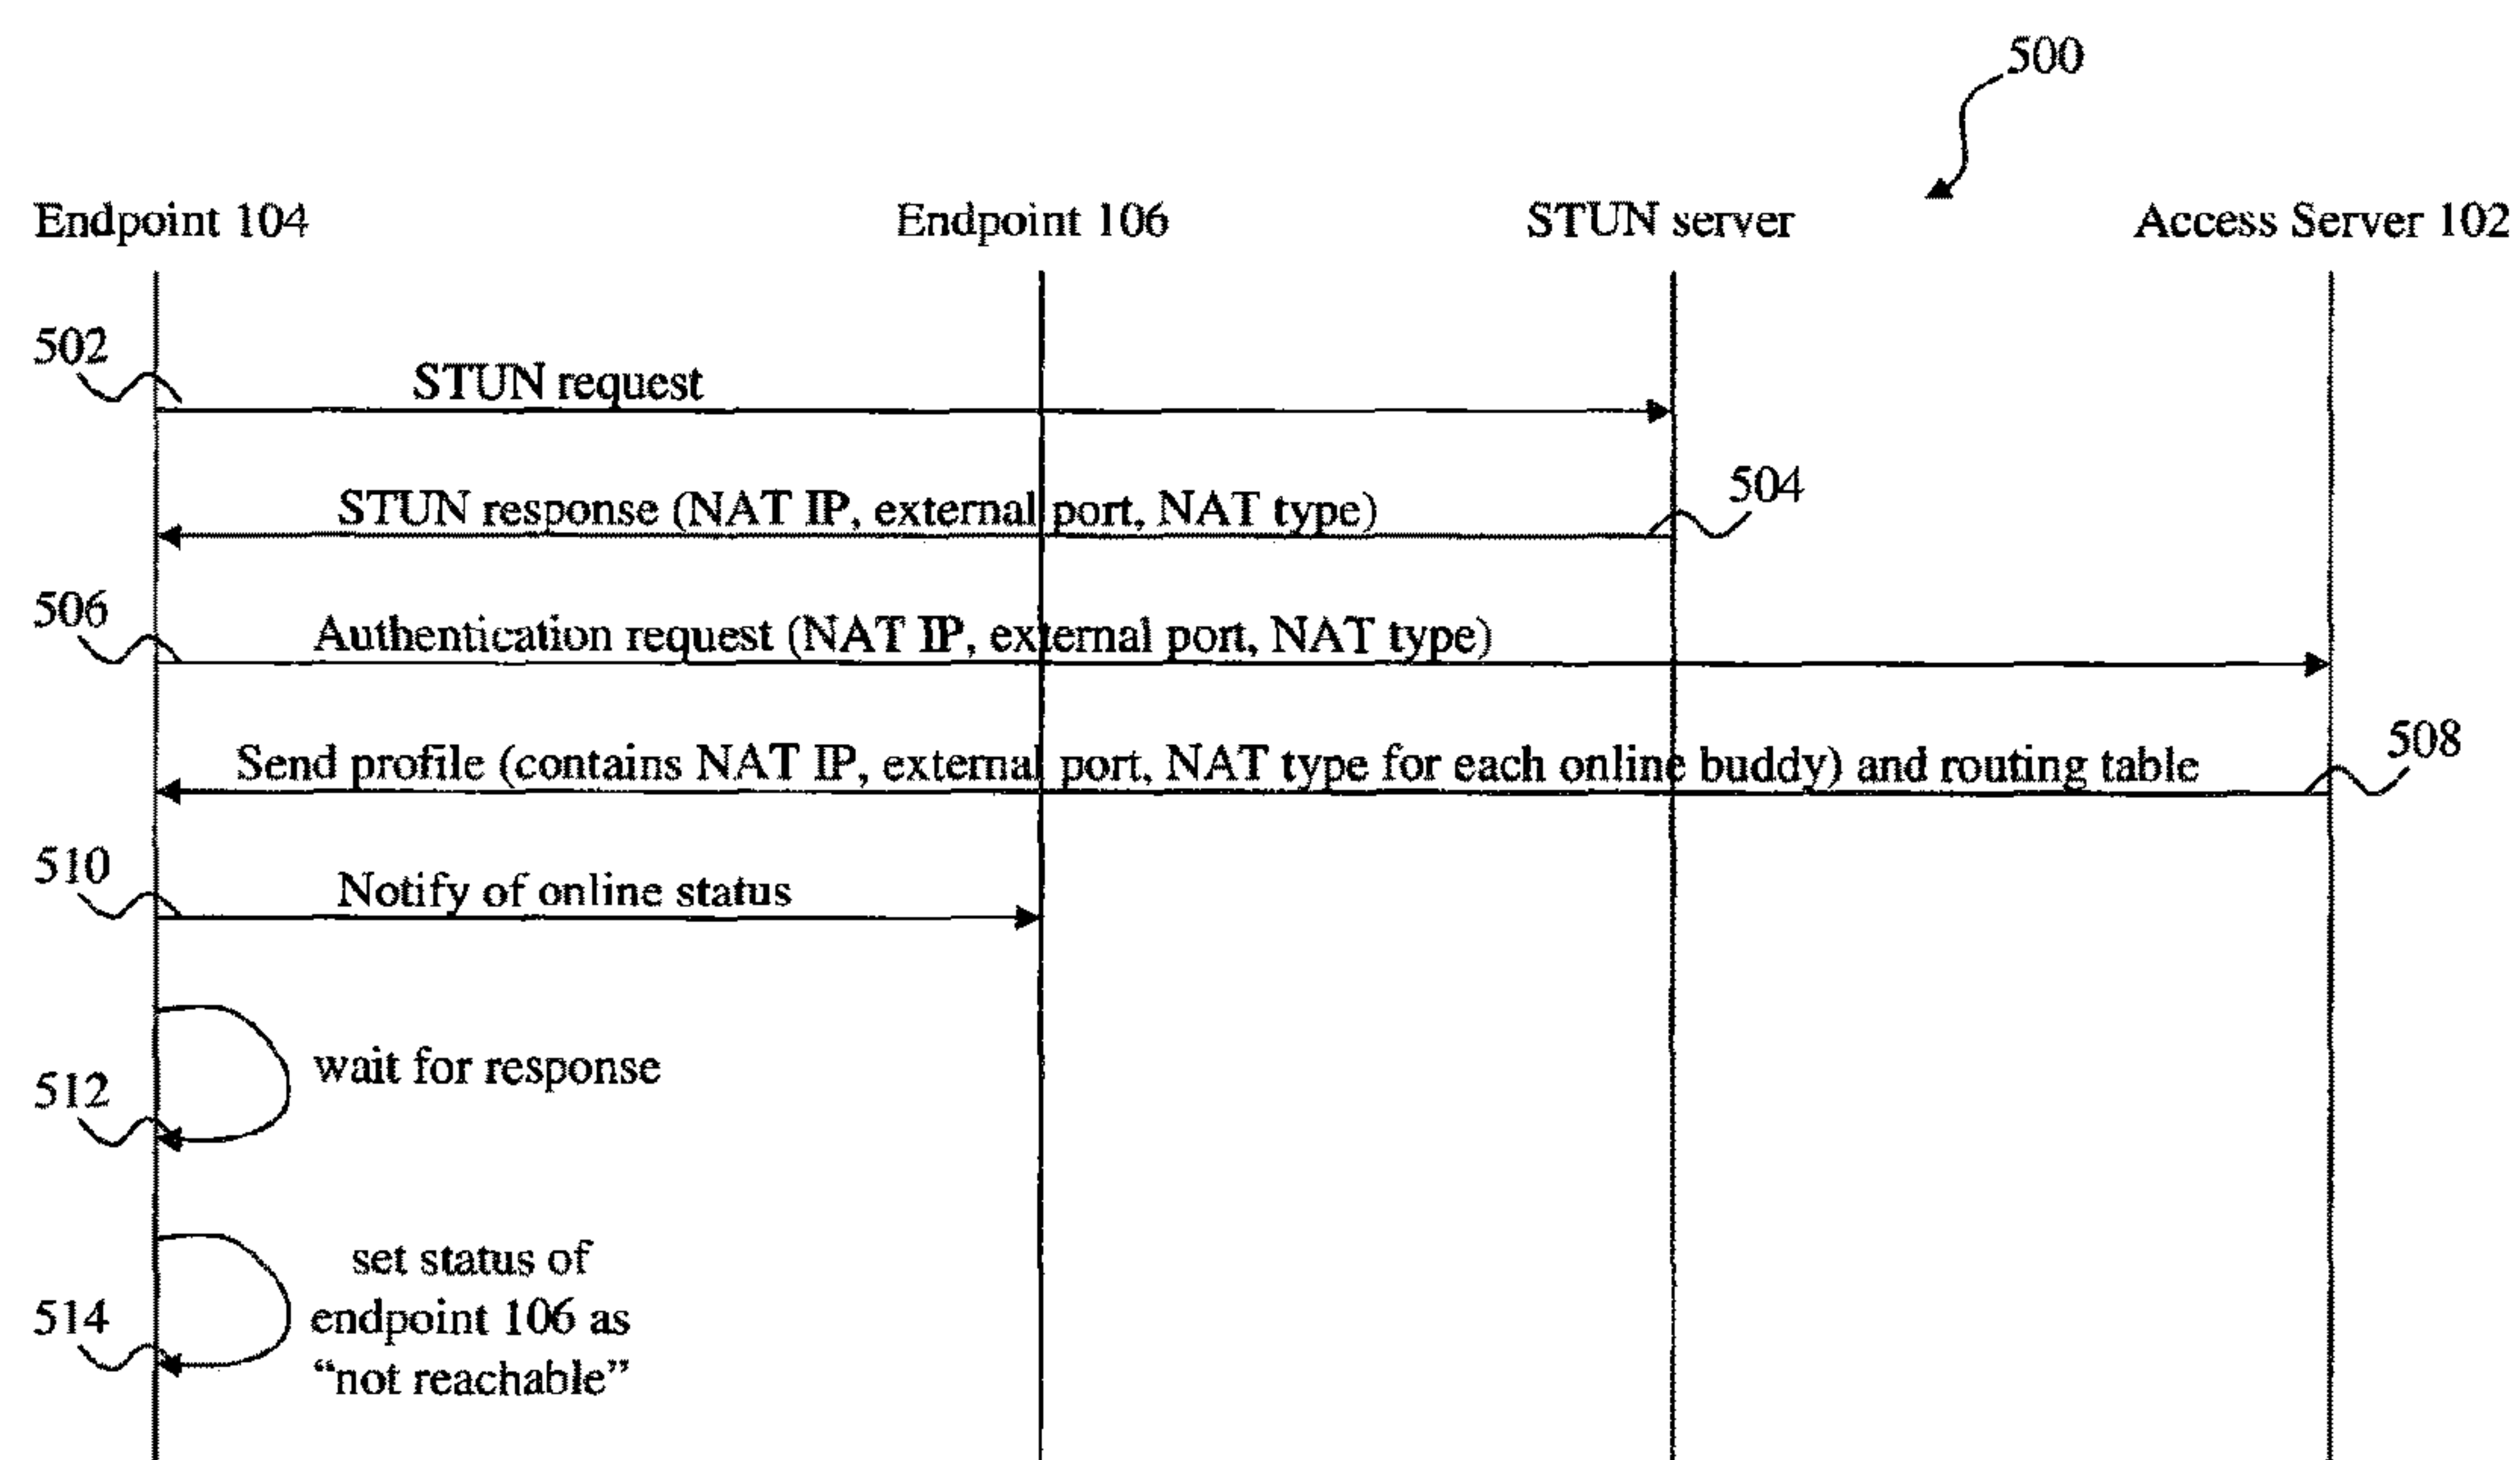 500
Endpoint 104
Endpoint 106
STUN server
Access Server 102
502
STUN request
STUN response (NAT IP, external port, NAT type)
504
506
Authentication request (NAT IP, external port, NAT type)
Send profile (contains NAT IP, external port, NAT type for each online buddy) and routing table
508
510
Notify of online status
wait for response
512
set status of
endpoint 106 as
“not reachable”
514